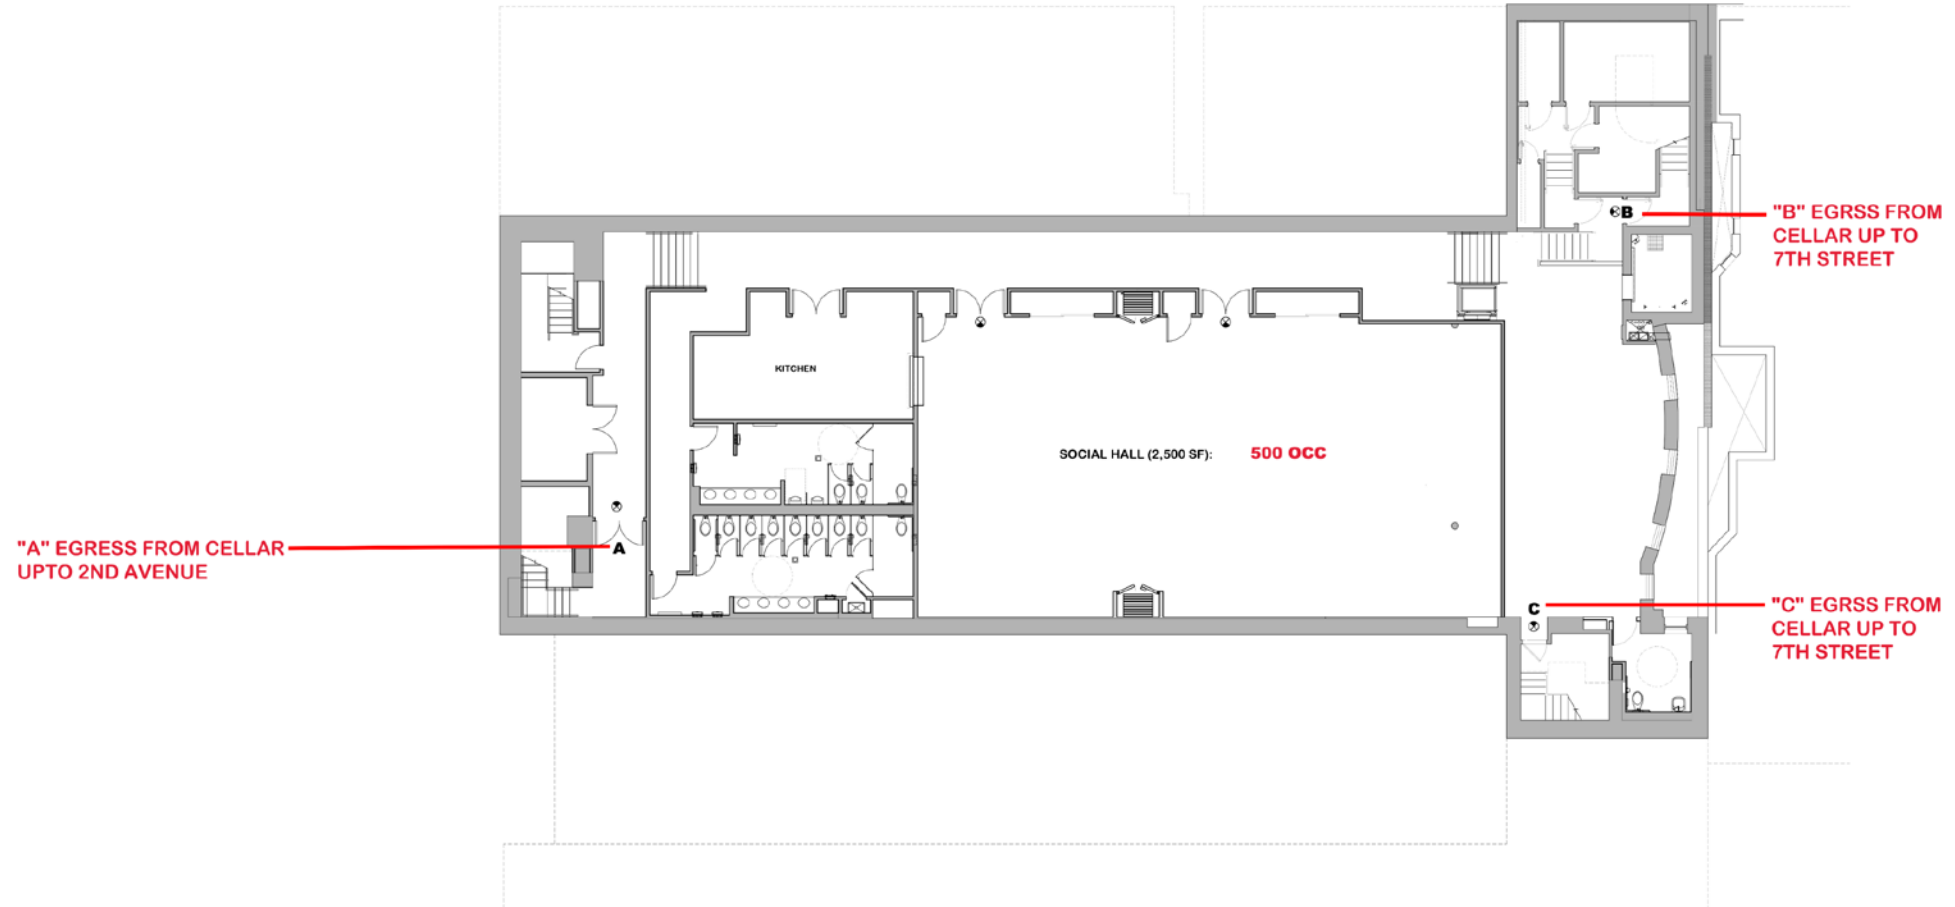 "B" EGRSS FROM
CELLAR UP TO
7TH STREET
B
KITCHEN
SOCIAL HALL (2,500 SF): 500 OCC
"A" EGRESS FROM CELLAR
UPTO 2ND AVENUE
A
"C" EGRSS FROM
CELLAR UP TO
7TH STREET
C